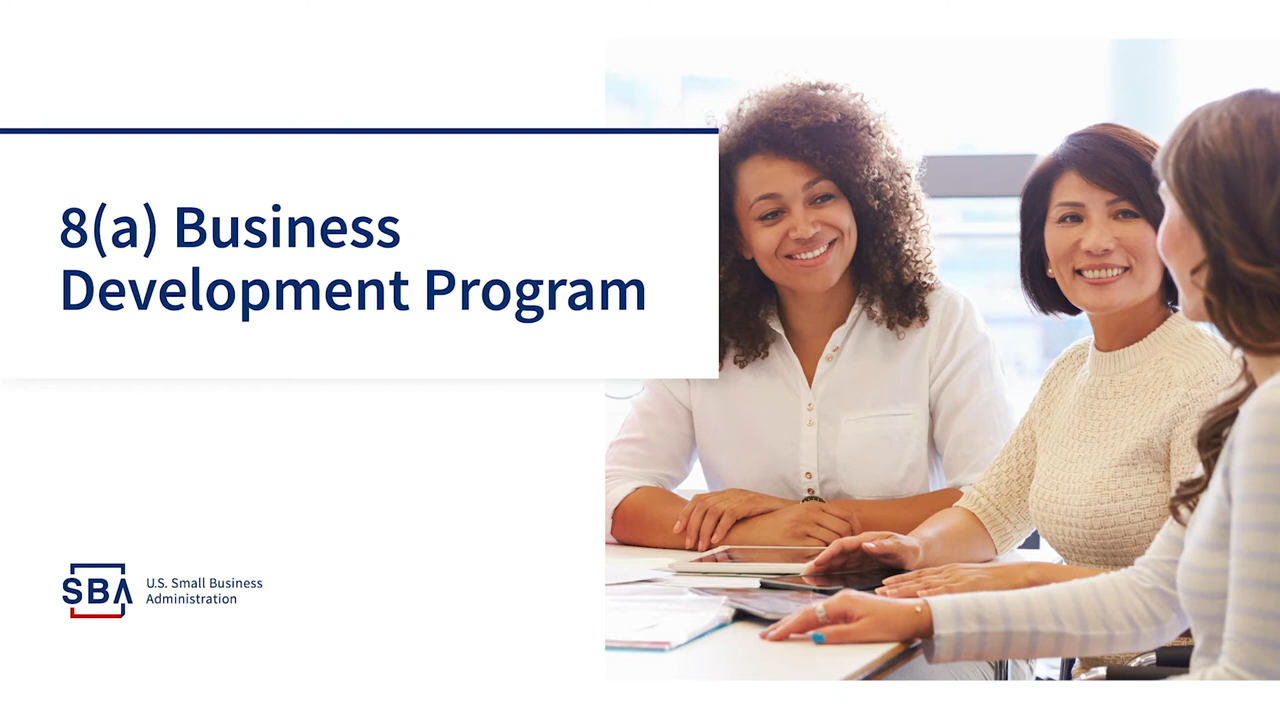 8(a) Business
Development Program
SBA
U.S. Small Business
Administration